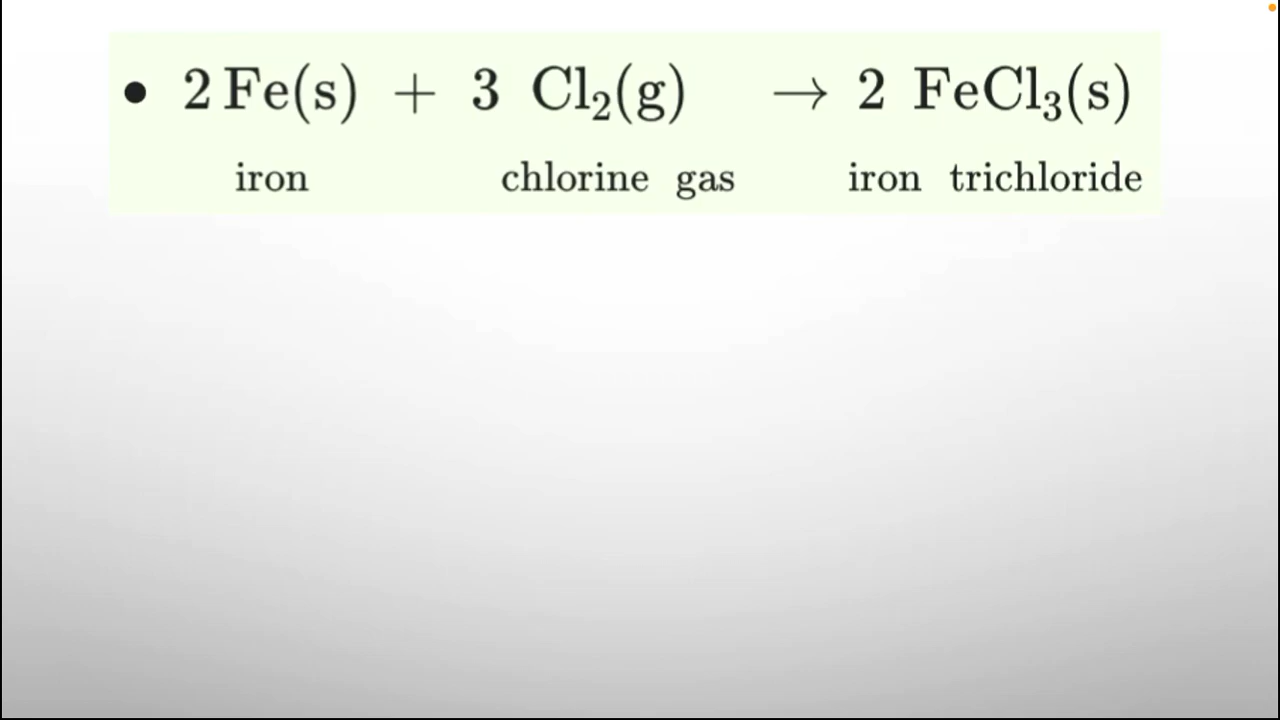 • 2 Fe(s) + 3 Cl₂(g) → 2 FeCl₃(s)
iron chlorine gas iron trichloride